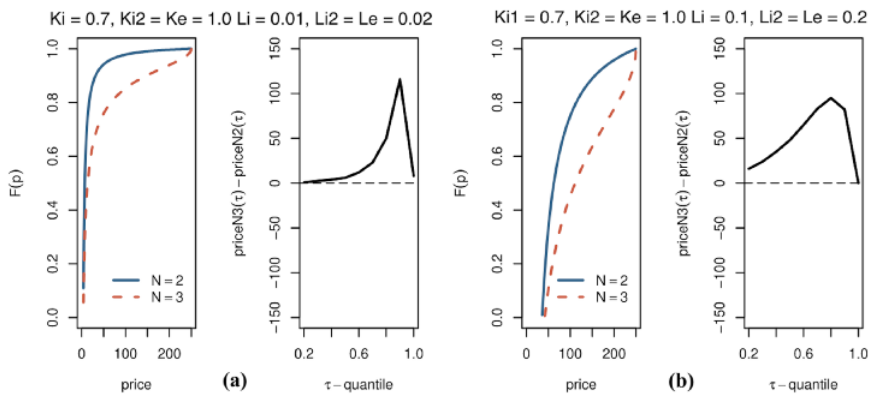 Ki = 0.7, Ki2 = Ke = 1.0 Li = 0.01, Li2 = Le = 0.02
F(p)
1.0
0.8
0.6
0.4
0.2
0.0
N = 2
N = 3
0 100 200
price
priceN3(τ) − priceN2(τ)
150
100
50
0
−50
−100
−150
0.2 0.6 1.0
τ − quantile
(a)
Ki1 = 0.7, Ki2 = Ke = 1.0 Li = 0.1, Li2 = Le = 0.2
F(p)
1.0
0.8
0.6
0.4
0.2
0.0
N = 2
N = 3
0 100 200
price
priceN3(τ) − priceN2(τ)
150
100
50
0
−50
−100
−150
0.2 0.6 1.0
τ − quantile
(b)